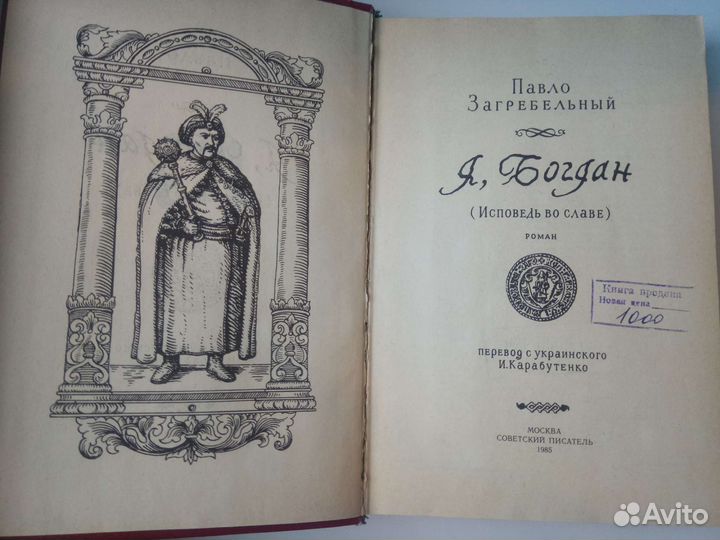 Павло
Загребельный
Я, Богдан
(Исповедь во славе)
РОМАН
Книга продана
Новая цена
1000
ПЕРЕВОД С УКРАИНСКОГО
И. Карабутенко
МОСКВА
СОВЕТСКИЙ ПИСАТЕЛЬ
1985
Avito